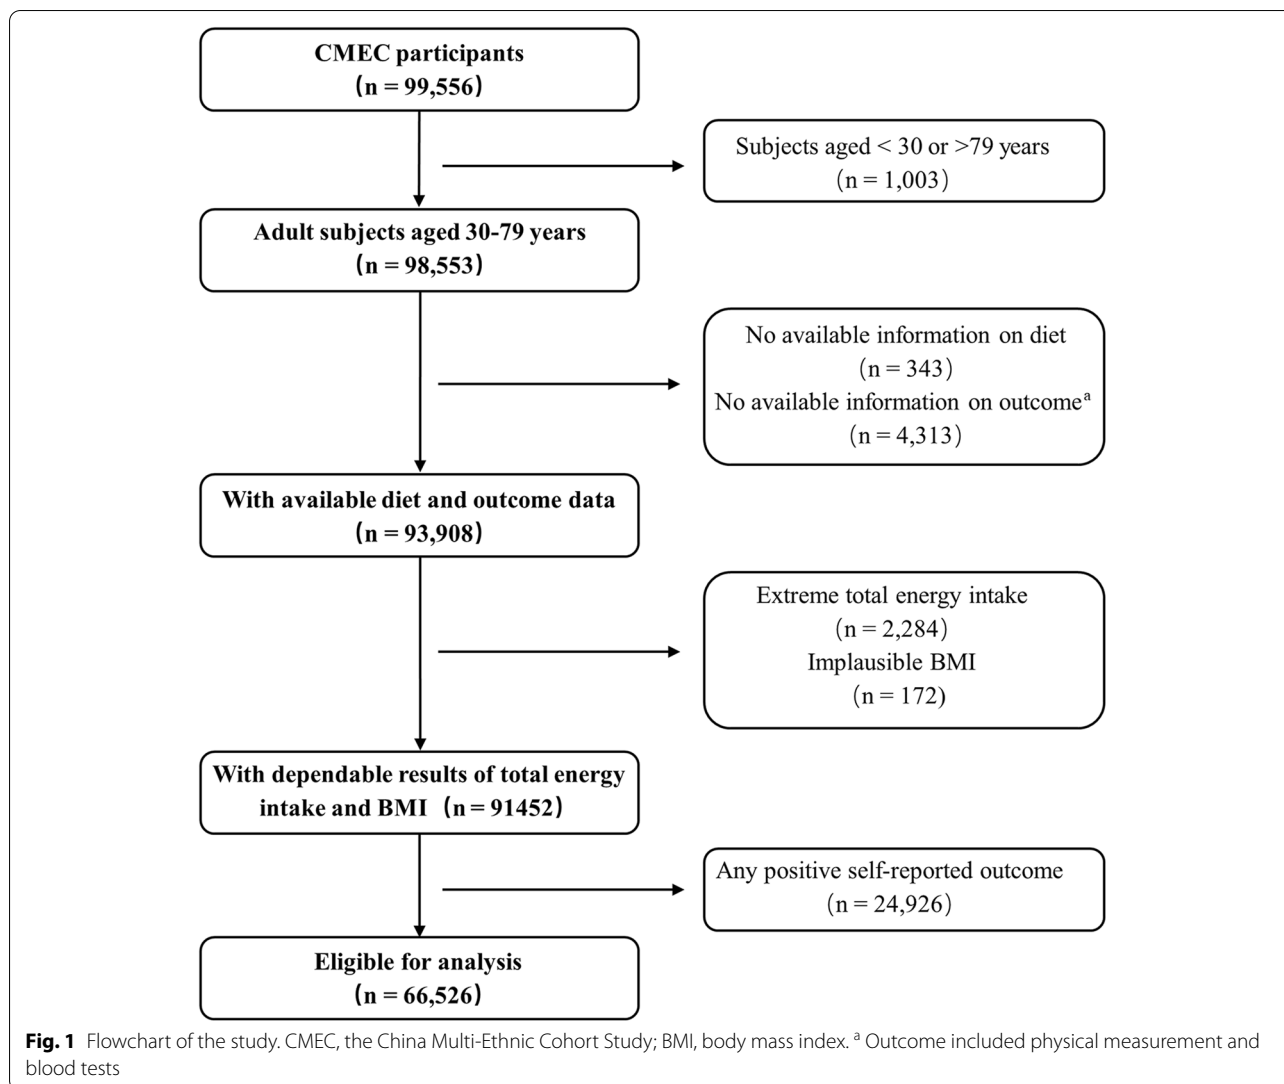 CMEC participants
(n = 99,556)
Subjects aged < 30 or >79 years
(n = 1,003)
Adult subjects aged 30-79 years
(n = 98,553)
No available information on diet
(n = 343)
No available information on outcomeᵃ
(n = 4,313)
With available diet and outcome data
(n = 93,908)
Extreme total energy intake
(n = 2,284)
Implausible BMI
(n = 172)
With dependable results of total energy
intake and BMI (n = 91452)
Any positive self-reported outcome
(n = 24,926)
Eligible for analysis
(n = 66,526)
Fig. 1 Flowchart of the study. CMEC, the China Multi-Ethnic Cohort Study; BMI, body mass index. ᵃ Outcome included physical measurement and
blood tests